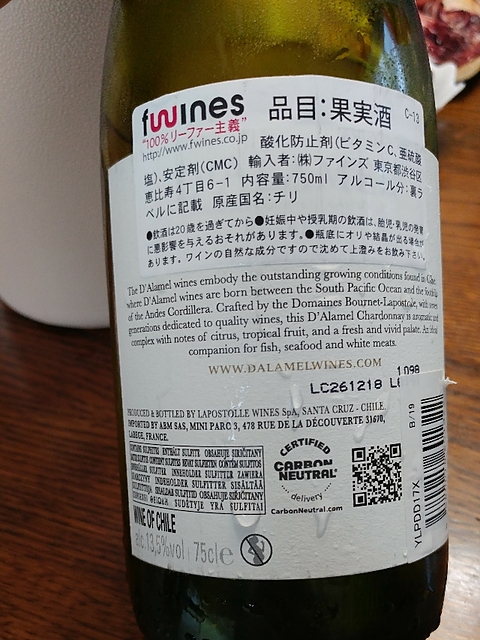 fwines
"100%リーファー主義"
http://www.fwines.co.jp
品目:果実酒 C-13
酸化防止剤(ビタミンC、亜硫酸
塩)、安定剤(CMC) 輸入者:㈱ファインズ 東京都渋谷区
恵比寿4丁目6-1 内容量:750ml アルコール分:裏ラ
ベルに記載 原産国名:チリ
●飲酒は20歳を過ぎてから●妊娠中や授乳期の飲酒は、胎児・乳児の発育
に悪影響を与えるおそれがあります。●瓶底にオリや結晶が出る場合が
あります。ワインの自然な成分ですので沈めて上澄みをお飲み下さい。
The D'Alamel wines embody the outstanding growing conditions found in
where D'Alamel wines are born between the South Pacific Ocean and the
of the Andes Cordillera. Crafted by the Domaines Bournet-Lapostolle, with
generations dedicated to quality wines, this D'Alamel Chardonnay is aromatic and
complex with notes of citrus, tropical fruit, and a fresh and vivid palate. An ideal
companion for fish, seafood and white meats.
WWW.DALAMELWINES.COM
1098
LC261218
PRODUCED & BOTTLED BY LAPOSTOLLE WINES SpA, SANTA CRUZ - CHILE.
IMPORTED BY ABM SAS, MINI PARC 3, 478 RUE DE LA DÉCOUVERTE 31670,
LABEGE, FRANCE.
CERTIFIED
CARBON
NEUTRAL
delivery
CarbonNeutral.com
WINE OF CHILE
alc.13,5%vol 75cl e
B/19
YLPDD17X